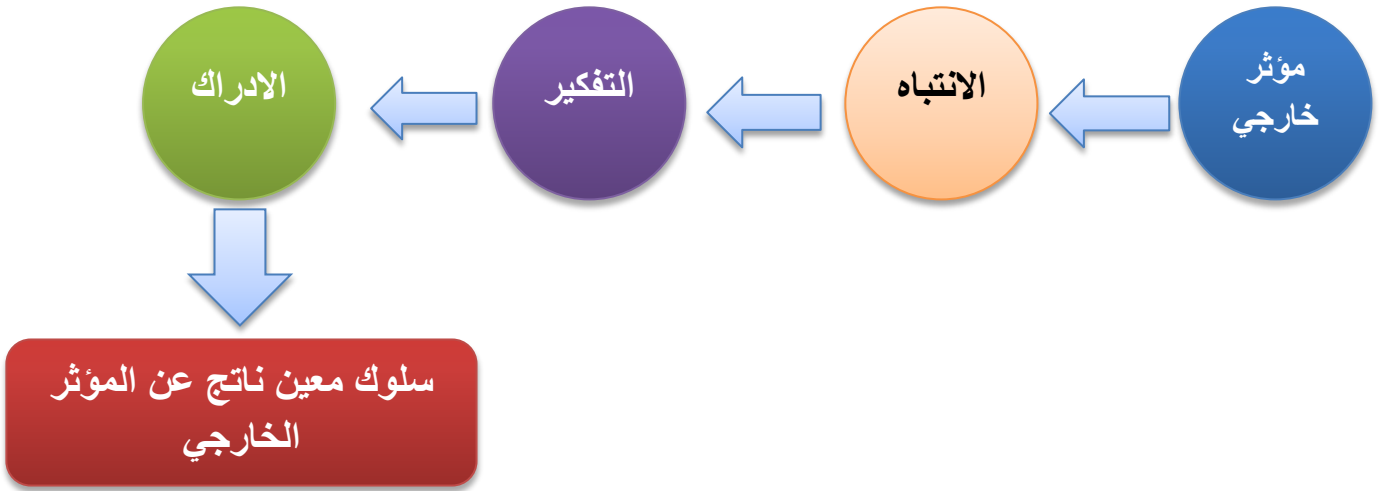 مؤثر
خارجي
الانتباه
التفكير
الادراك
سلوك معين ناتج عن المؤثر
الخارجي